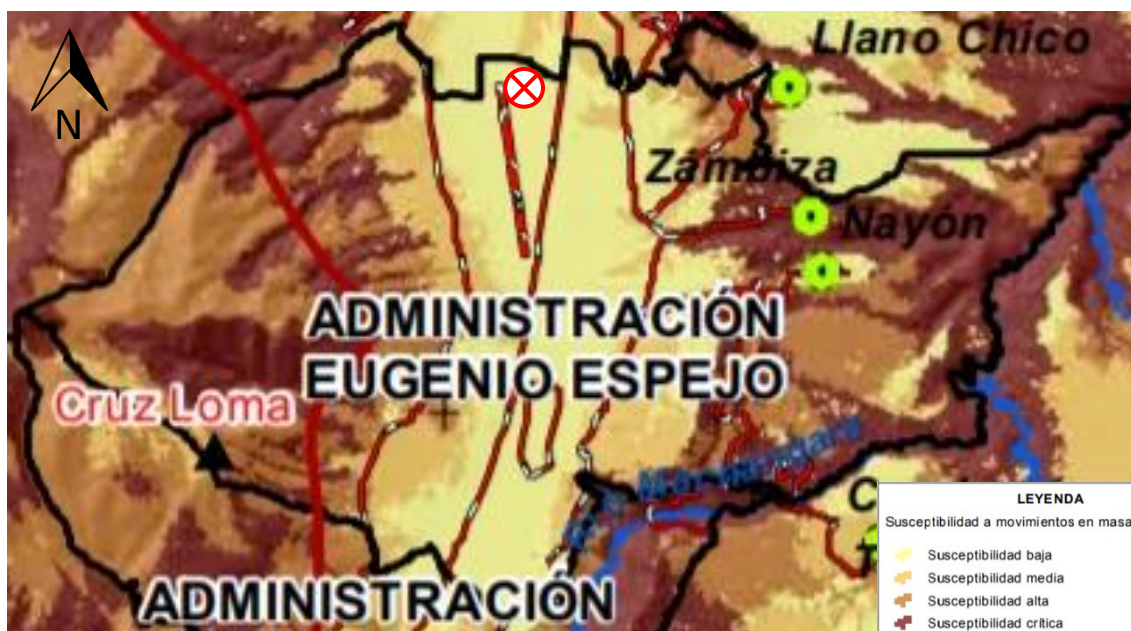 N
Llano Chico
Zámbiza
Nayón
ADMINISTRACIÓN
EUGENIO ESPEJO
Cruz Loma
ADMINISTRACIÓN
LEYENDA
Susceptibilidad a movimientos en masa
Susceptibilidad baja
Susceptibilidad media
Susceptibilidad alta
Susceptibilidad crítica